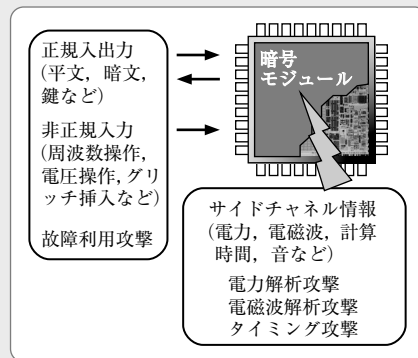 正規入出力
(平文,暗文,
鍵など)
非正規入力
(周波数操作,
電圧操作,グリ
ッチ挿入など)
故障利用攻撃
暗号
モジュール
サイドチャネル情報
(電力,電磁波,計算
時間,音など)
電力解析攻撃
電磁波解析攻撃
タイミング攻撃